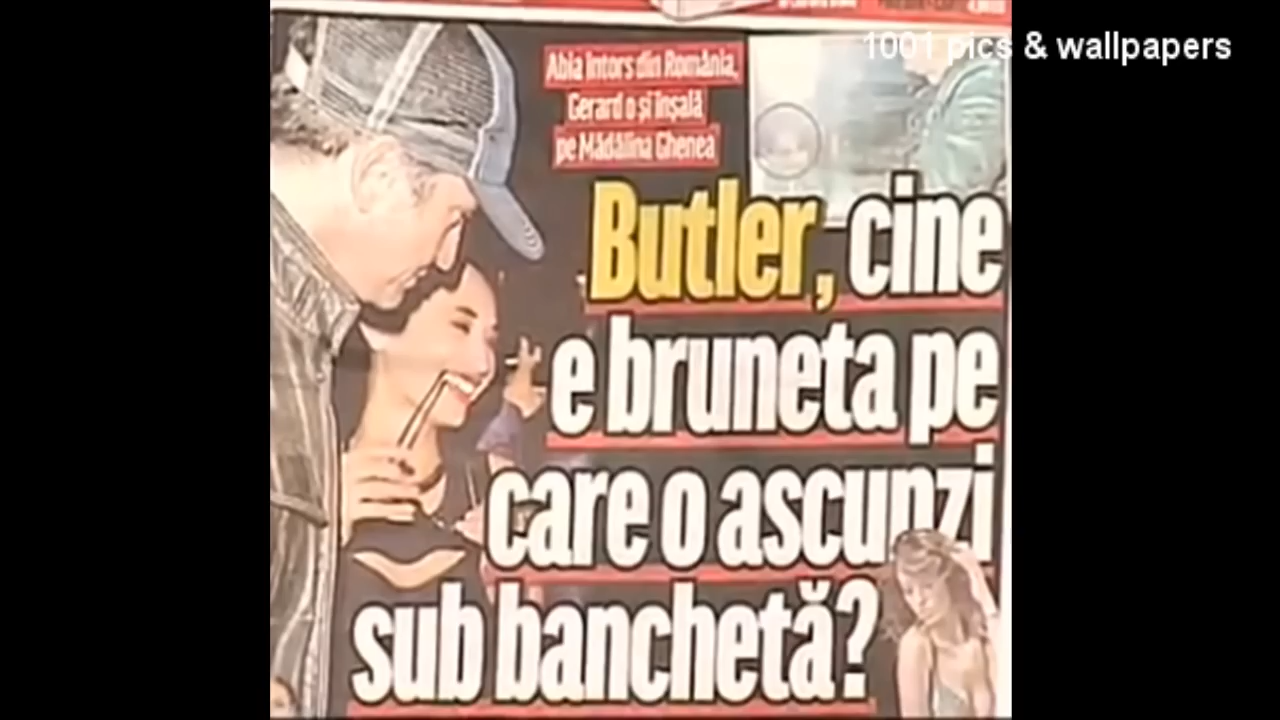 1001 pics & wallpapers
Abia întors din România,
Gerard o și înșală
pe Mădălina Ghenea
Butler, cine
e bruneta pe
care o ascunzi
sub banchetă?